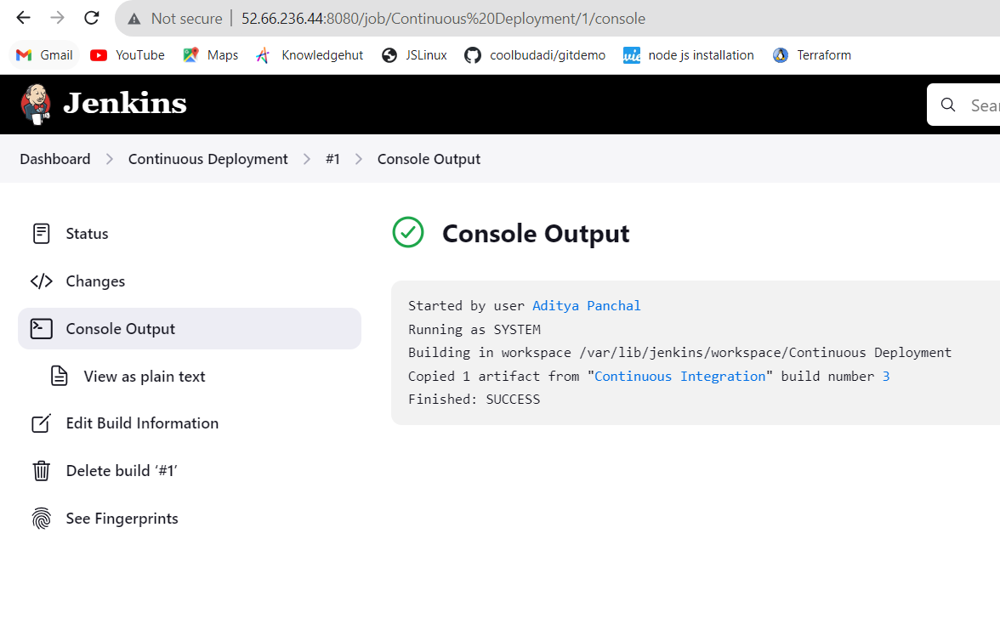 Not secure | 52.66.236.44:8080/job/Continuous%20Deployment/1/console
Gmail YouTube Maps Knowledgehut JSLinux coolbudadi/gitdemo node js installation Terraform
Jenkins
Dashboard > Continuous Deployment > #1 > Console Output
Status
Changes
Console Output
View as plain text
Edit Build Information
Delete build ‘#1’
See Fingerprints
Console Output
Started by user Aditya Panchal
Running as SYSTEM
Building in workspace /var/lib/jenkins/workspace/Continuous Deployment
Copied 1 artifact from "Continuous Integration" build number 3
Finished: SUCCESS